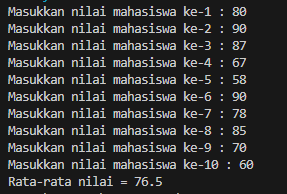 Masukkan nilai mahasiswa ke-1 : 80
Masukkan nilai mahasiswa ke-2 : 90
Masukkan nilai mahasiswa ke-3 : 87
Masukkan nilai mahasiswa ke-4 : 67
Masukkan nilai mahasiswa ke-5 : 58
Masukkan nilai mahasiswa ke-6 : 90
Masukkan nilai mahasiswa ke-7 : 78
Masukkan nilai mahasiswa ke-8 : 85
Masukkan nilai mahasiswa ke-9 : 70
Masukkan nilai mahasiswa ke-10 : 60
Rata-rata nilai = 76.5